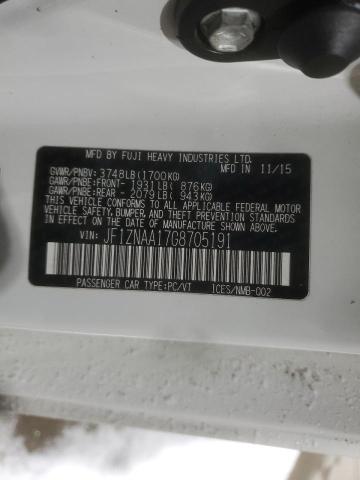 MFD BY FUJI HEAVY INDUSTRIES LTD.
GVWR/PNBV: 3748LB(1700KG) IN 11/15
GAWR/PNBE:FRONT- 1931LB( 876KG)
GAWR/PNBE:REAR - 2079LB( 943KG)
THIS VEHICLE CONFORMS TO ALL APPLICABLE FEDERAL MOTOR
VEHICLE SAFETY, BUMPER, AND THEFT PREVENTION
STANDARDS IN EFFECT ON THE DATE OF MANUFACTURE
SHOWN ABOVE.
VIN: JF1ZNAA17G8705191
PASSENGER CAR TYPE:PC/VT ICES/NMB-002